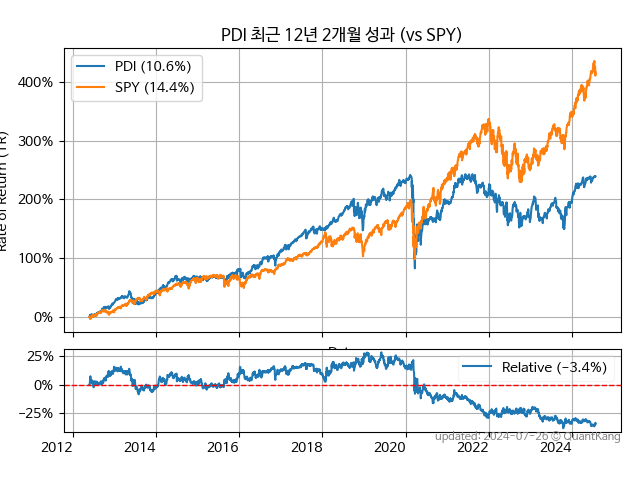 PDI 최근 12년 2개월 성과 (vs SPY)
PDI (10.6%)
SPY (14.4%)
400%
300%
200%
100%
0%
Rate of Return (TR)
25%
0%
−25%
Relative (−3.4%)
2012 2014 2016 2018 2020 2022 2024
updated: 2024-07-26 © QuantKang